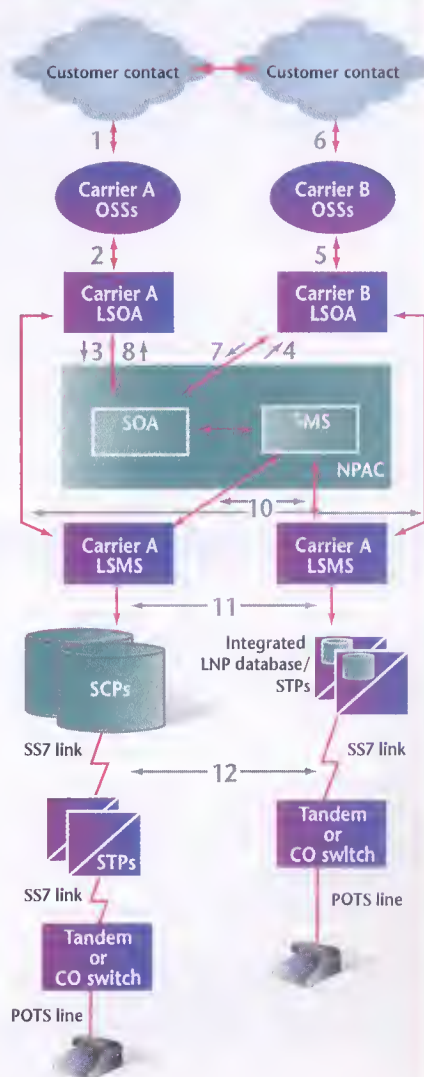 Customer contact
Customer contact
1
6
Carrier A
OSSs
Carrier B
OSSs
2
5
Carrier A
LSOA
Carrier B
LSOA
3
8
7
4
SOA
MS
NPAC
10
Carrier A
LSMS
Carrier A
LSMS
11
SCPs
Integrated
LNP database/
STPs
SS7 link
SS7 link
12
STPs
Tandem
or
CO switch
SS7 link
POTS line
Tandem
or
CO switch
POTS line